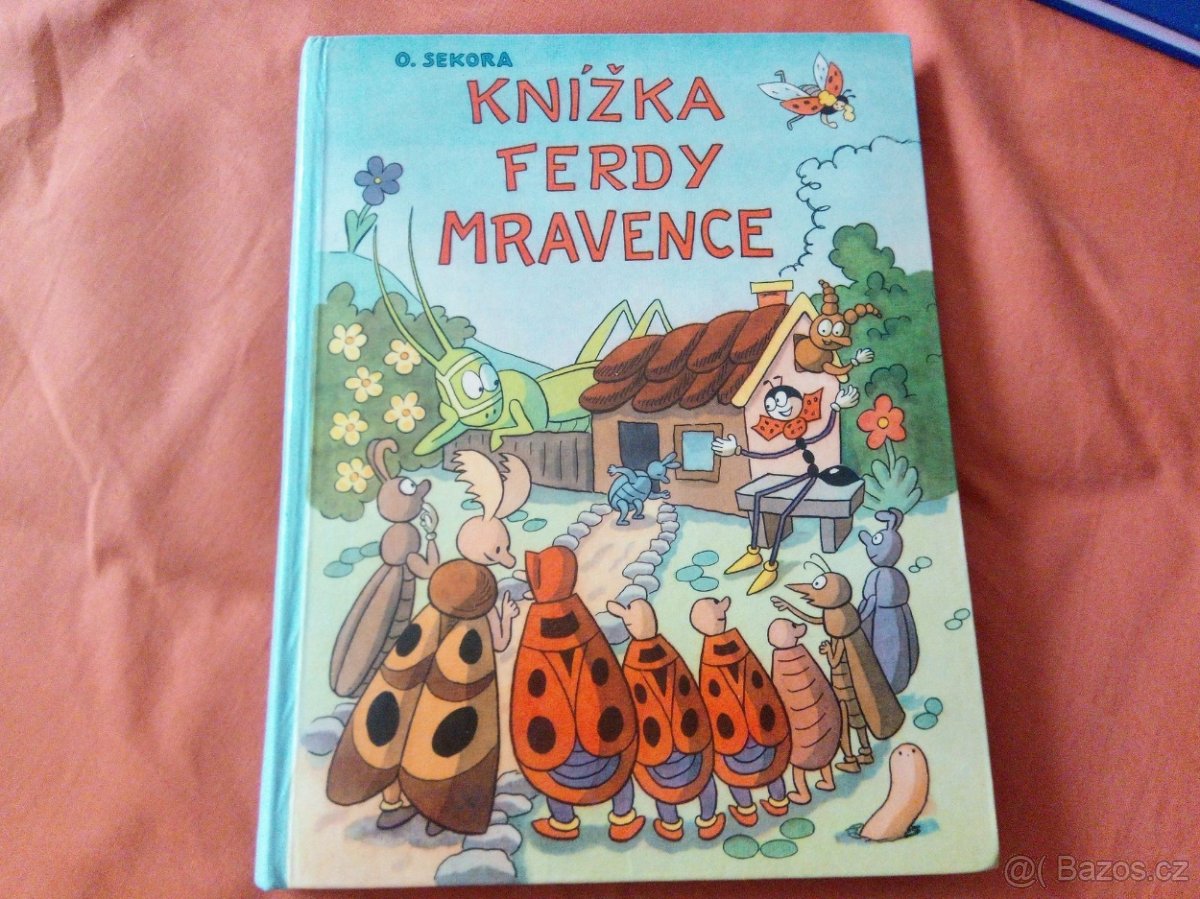 O. SEKORA
KNÍŽKA
FERDY
MRAVENCE
@( Bazos.cz